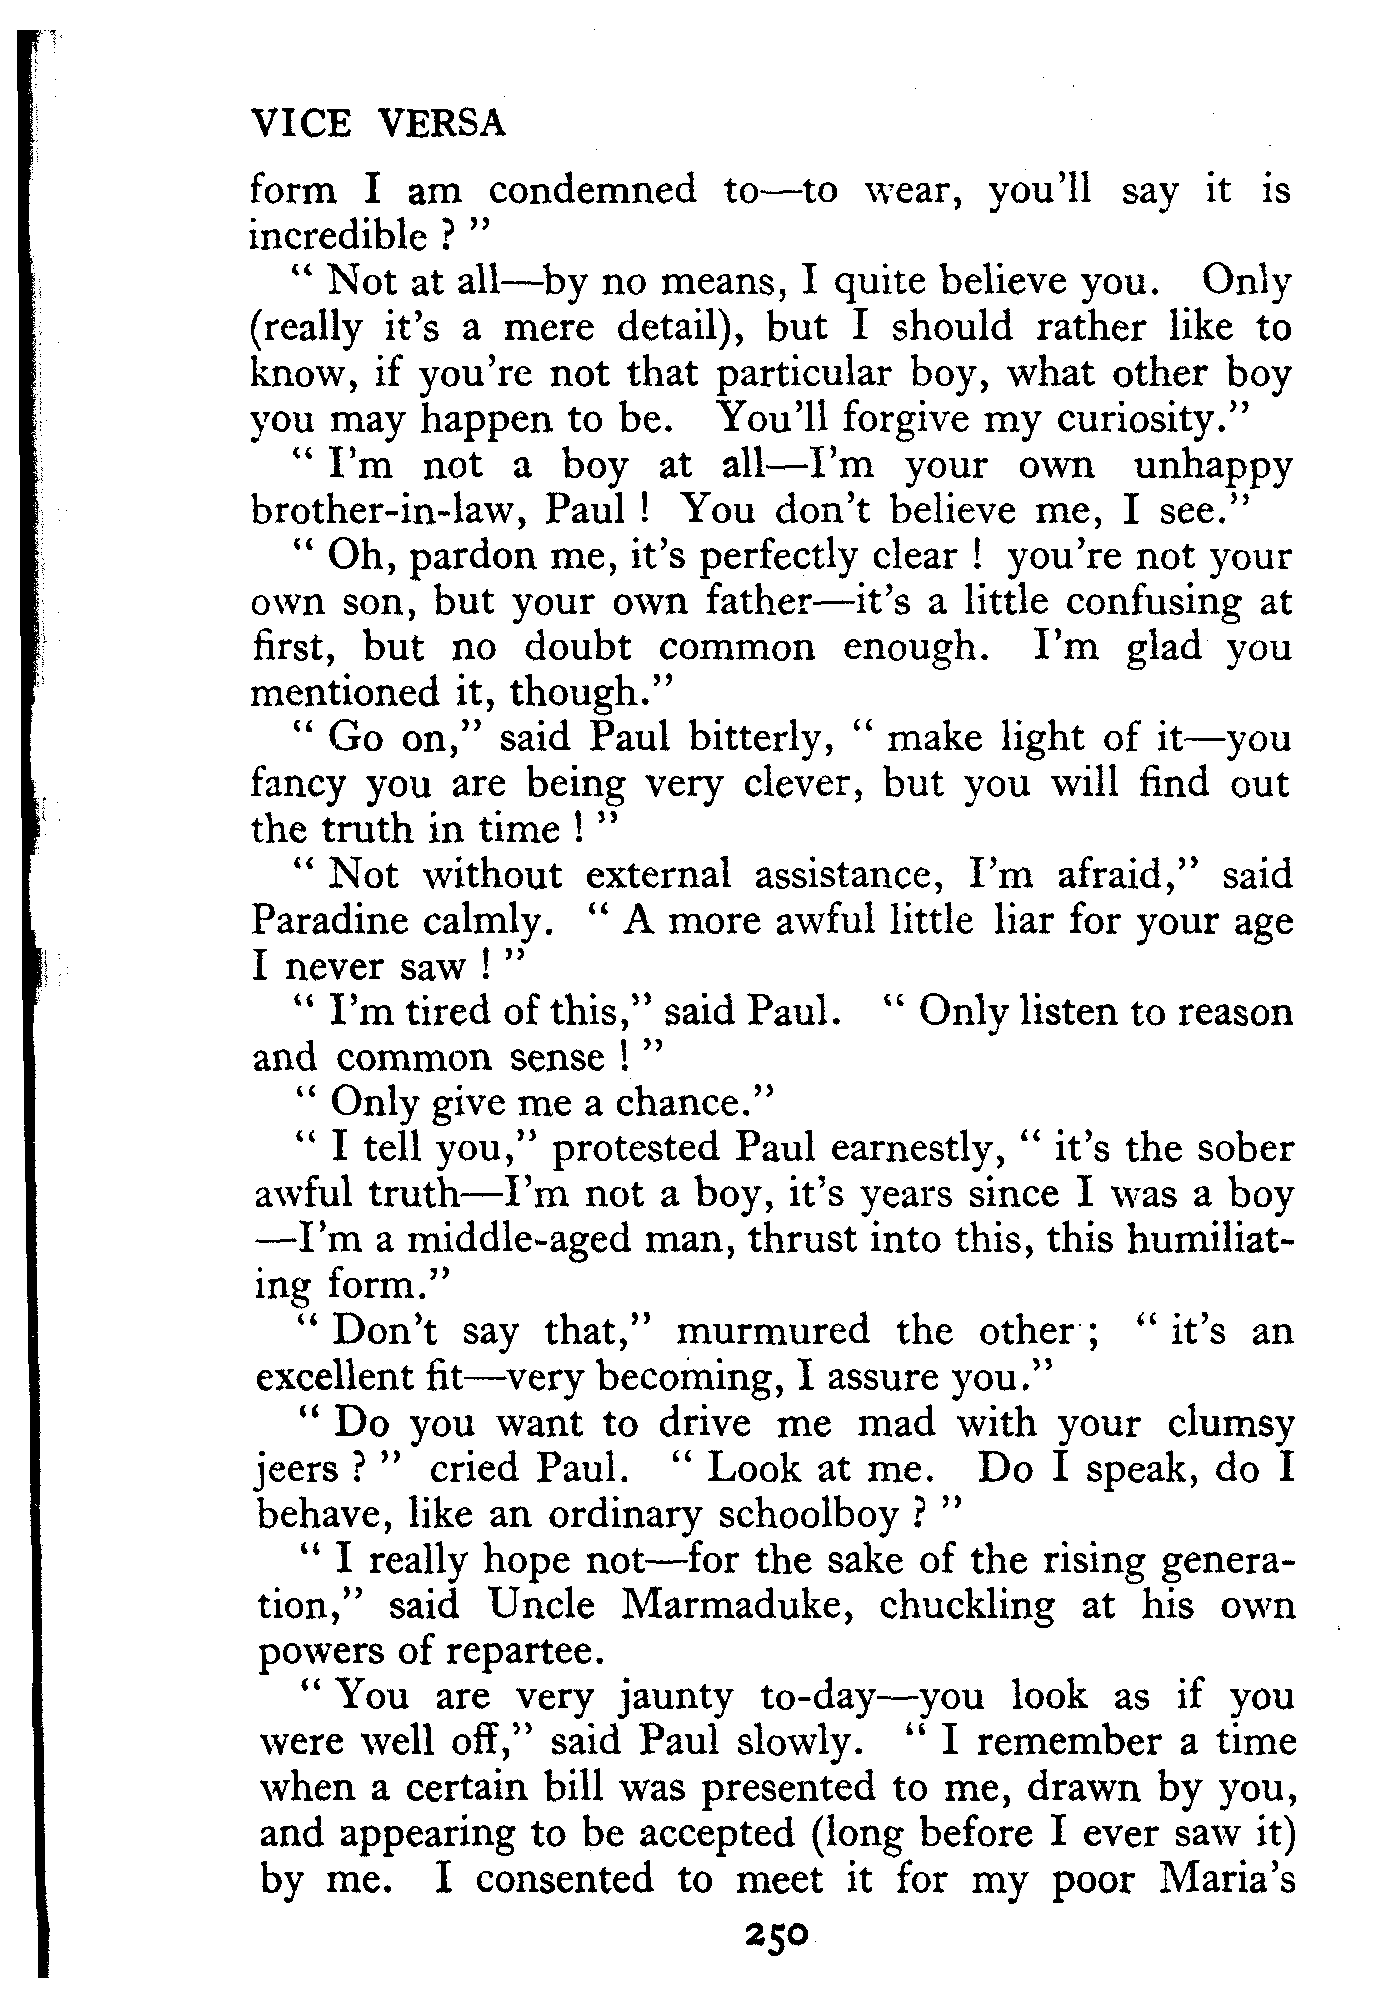 VICE VERSA
form I am condemned to—to wear, you'll say it is
incredible ? "
" Not at all—by no means, I quite believe you. Only
(really it's a mere detail), but I should rather like to
know, if you're not that particular boy, what other boy
you may happen to be. You'll forgive my curiosity."
" I'm not a boy at all—I'm your own unhappy
brother-in-law, Paul ! You don't believe me, I see."
" Oh, pardon me, it's perfectly clear ! you're not your
own son, but your own father—it's a little confusing at
first, but no doubt common enough. I'm glad you
mentioned it, though."
" Go on," said Paul bitterly, " make light of it—you
fancy you are being very clever, but you will find out
the truth in time ! "
" Not without external assistance, I'm afraid," said
Paradine calmly. " A more awful little liar for your age
I never saw ! "
" I'm tired of this," said Paul. " Only listen to reason
and common sense ! "
" Only give me a chance."
" I tell you," protested Paul earnestly, " it's the sober
awful truth—I'm not a boy, it's years since I was a boy
—I'm a middle-aged man, thrust into this, this humiliat-
ing form."
" Don't say that," murmured the other ; " it's an
excellent fit—very becoming, I assure you."
" Do you want to drive me mad with your clumsy
jeers ? " cried Paul. " Look at me. Do I speak, do I
behave, like an ordinary schoolboy ? "
" I really hope not—for the sake of the rising genera-
tion," said Uncle Marmaduke, chuckling at his own
powers of repartee.
" You are very jaunty to-day—you look as if you
were well off," said Paul slowly. " I remember a time
when a certain bill was presented to me, drawn by you,
and appearing to be accepted (long before I ever saw it)
by me. I consented to meet it for my poor Maria's
250